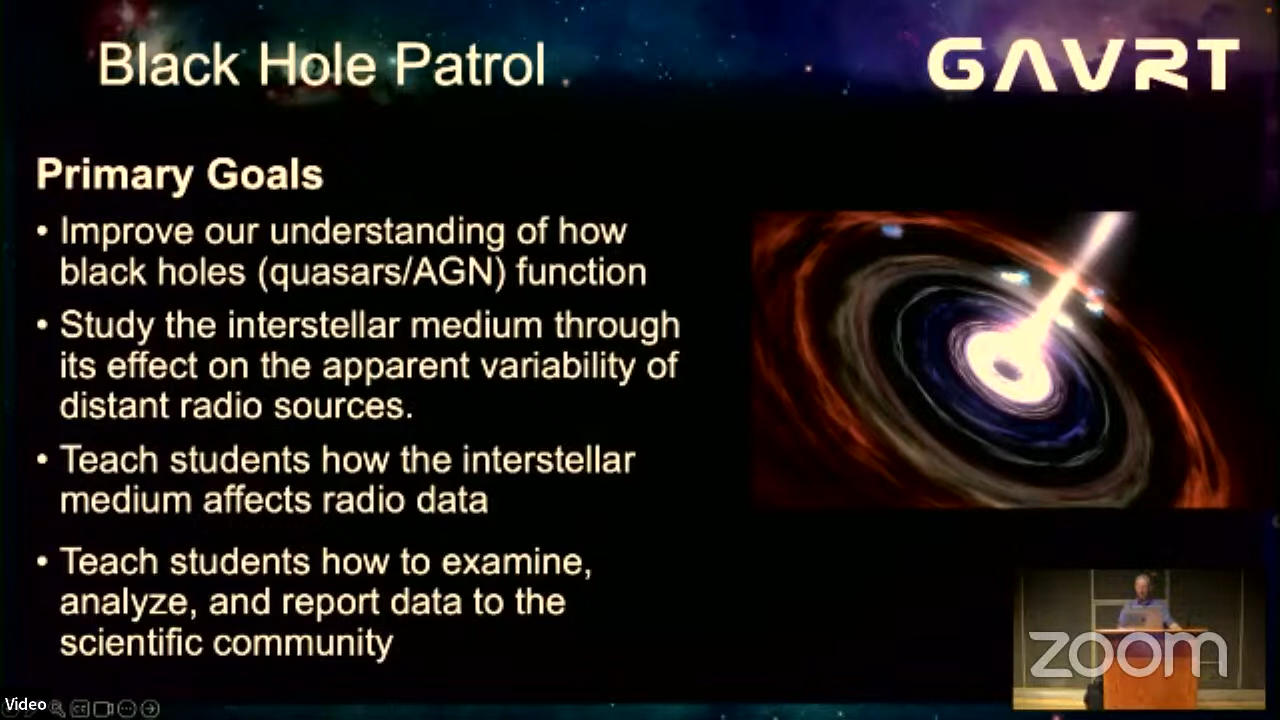 Black Hole Patrol
GAVRT
Primary Goals
• Improve our understanding of how
black holes (quasars/AGN) function
• Study the interstellar medium through
its effect on the apparent variability of
distant radio sources.
• Teach students how the interstellar
medium affects radio data
• Teach students how to examine,
analyze, and report data to the
scientific community
zoom
Video